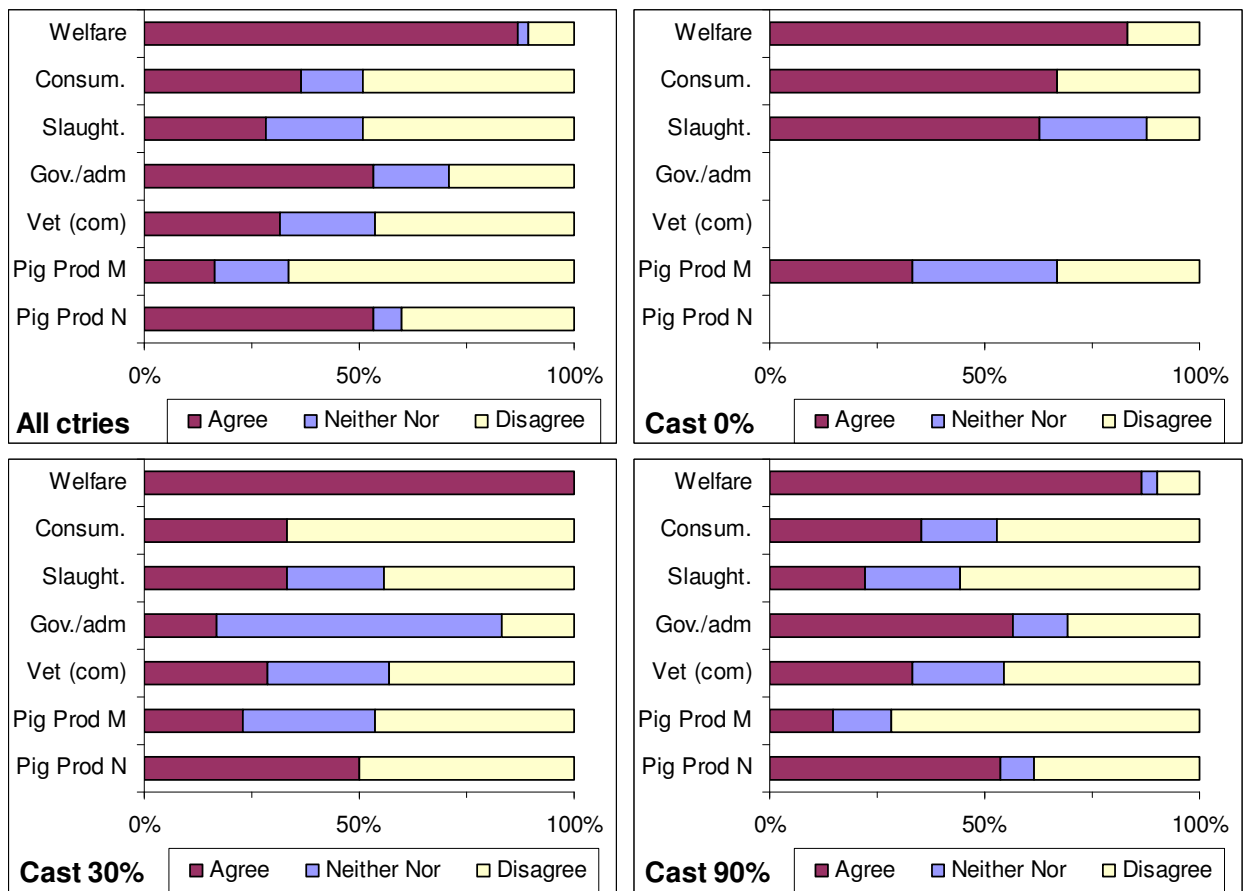 Welfare
Consum.
Slaught.
Gov./adm
Vet (com)
Pig Prod M
Pig Prod N
0% 50% 100%
All ctries Agree Neither Nor Disagree
Welfare
Consum.
Slaught.
Gov./adm
Vet (com)
Pig Prod M
Pig Prod N
0% 50% 100%
Cast 0% Agree Neither Nor Disagree
Welfare
Consum.
Slaught.
Gov./adm
Vet (com)
Pig Prod M
Pig Prod N
0% 50% 100%
Cast 30% Agree Neither Nor Disagree
Welfare
Consum.
Slaught.
Gov./adm
Vet (com)
Pig Prod M
Pig Prod N
0% 50% 100%
Cast 90% Agree Neither Nor Disagree